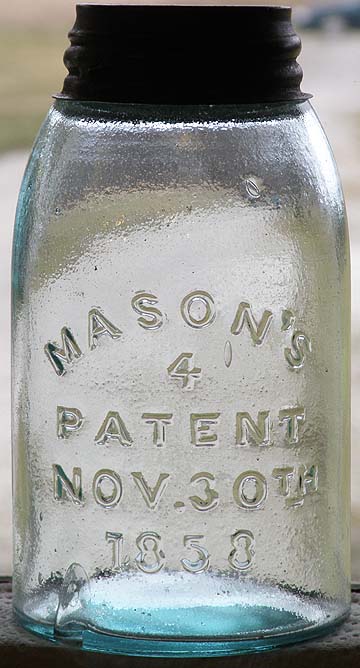 MASON'S
4
PATENT
NOV. 30TH
1858